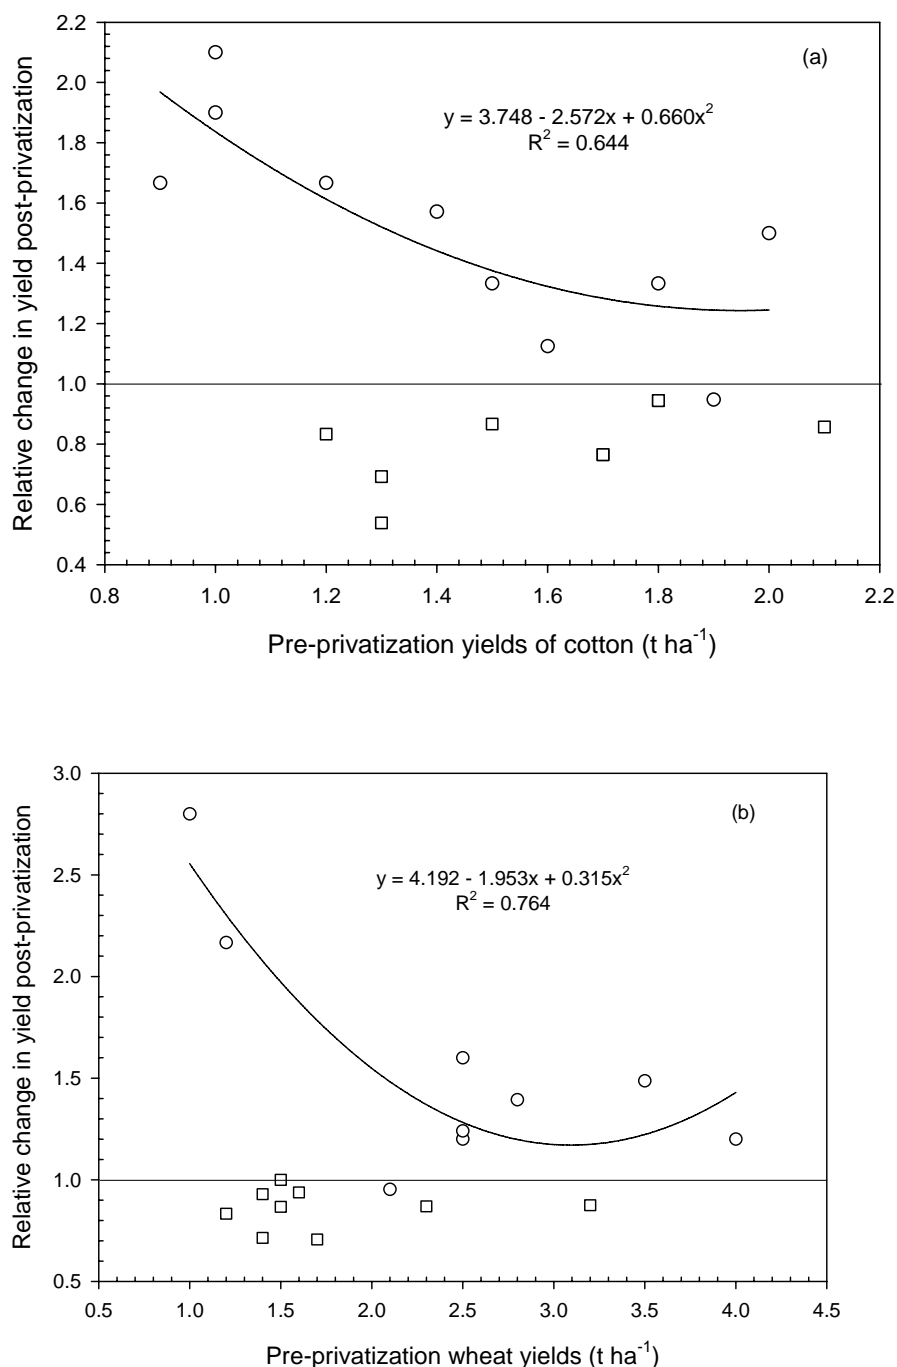 2.2
2.0
1.8
1.6
1.4
1.2
1.0
0.8
0.6
0.4
Relative change in yield post-privatization
(a)
y = 3.748 - 2.572x + 0.660x²
R² = 0.644
0.8 1.0 1.2 1.4 1.6 1.8 2.0 2.2
Pre-privatization yields of cotton (t ha⁻¹)
3.0
2.5
2.0
1.5
1.0
0.5
Relative change in yield post-privatization
(b)
y = 4.192 - 1.953x + 0.315x²
R² = 0.764
0.5 1.0 1.5 2.0 2.5 3.0 3.5 4.0 4.5
Pre-privatization wheat yields (t ha⁻¹)